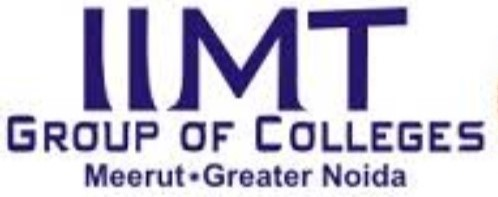 IIMT
GROUP OF COLLEGES
Meerut•Greater Noida